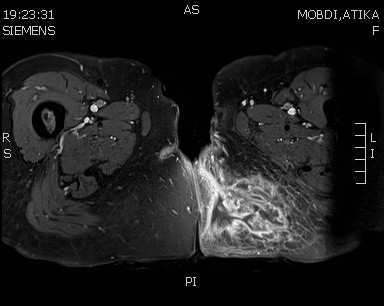 19:23:31
AS
MOBDI,ATIKA
SIEMENS
F
R
S
L
I
PI